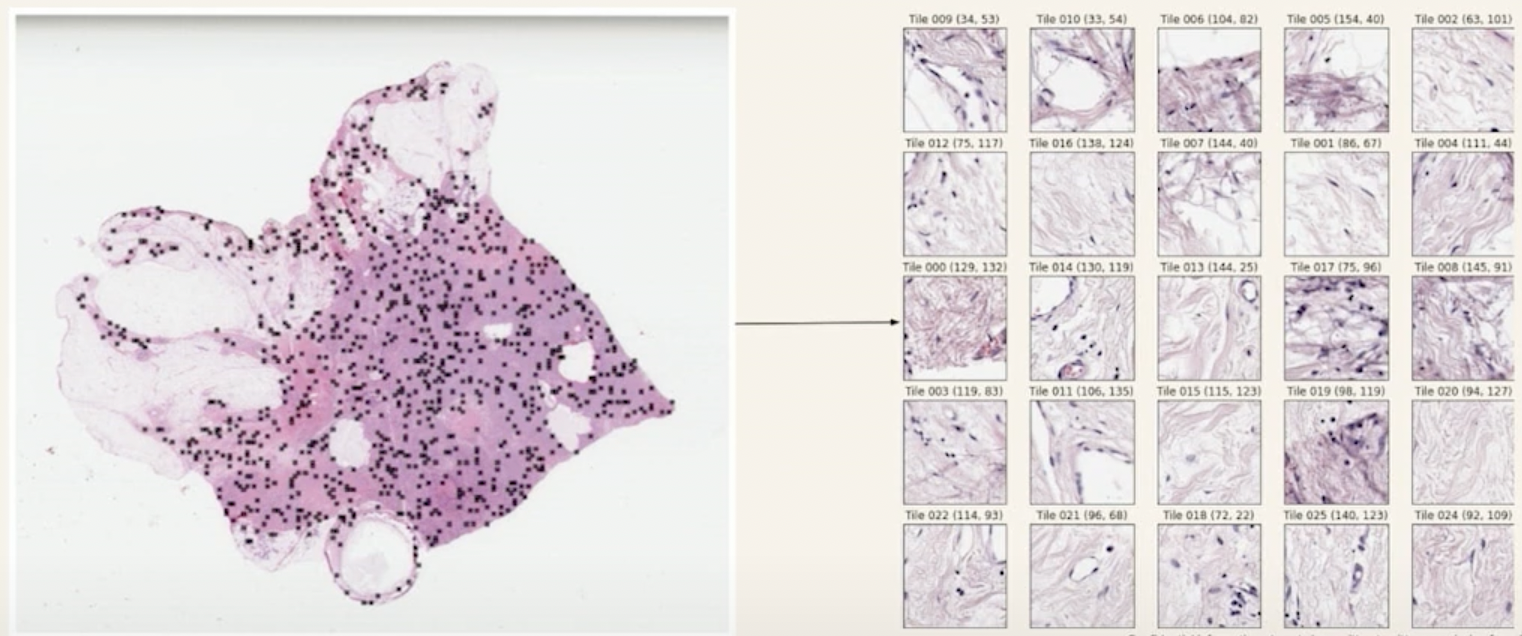 Tile 009 (34, 53) Tile 010 (33, 54) Tile 006 (104, 82) Tile 005 (154, 40) Tile 002 (63, 101)
Tile 012 (75, 117) Tile 016 (138, 124) Tile 007 (144, 40) Tile 001 (86, 67) Tile 004 (111, 44)
Tile 000 (129, 132) Tile 014 (130, 119) Tile 013 (144, 25) Tile 017 (75, 96) Tile 008 (145, 91)
Tile 003 (119, 83) Tile 011 (106, 135) Tile 015 (115, 123) Tile 019 (98, 119) Tile 020 (94, 127)
Tile 022 (114, 93) Tile 021 (96, 68) Tile 018 (72, 22) Tile 025 (140, 123) Tile 024 (92, 109)